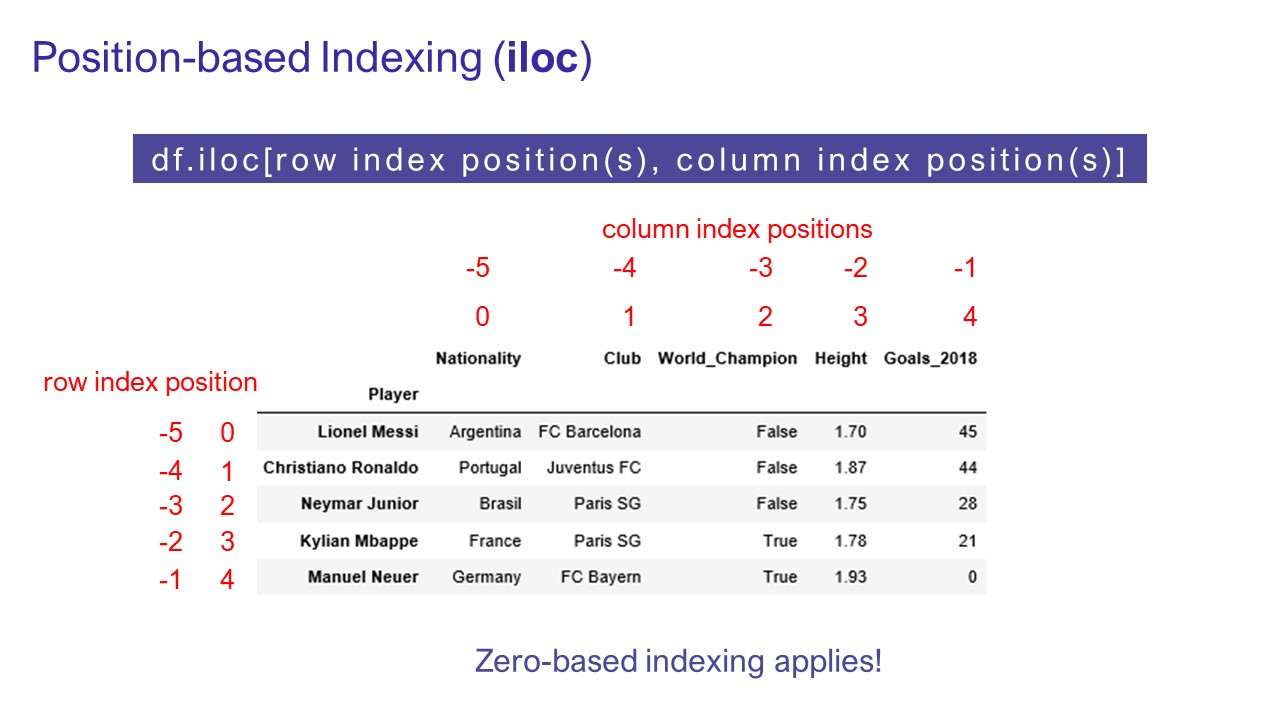 Position-based Indexing (iloc)
df.iloc[row index position(s), column index position(s)]
column index positions
-5 -4 -3 -2 -1
0 1 2 3 4
Nationality Club World_Champion Height Goals_2018
row index position
Player
-5 0 Lionel Messi Argentina FC Barcelona False 1.70 45
-4 1 Christiano Ronaldo Portugal Juventus FC False 1.87 44
-3 2 Neymar Junior Brasil Paris SG False 1.75 28
-2 3 Kylian Mbappe France Paris SG True 1.78 21
-1 4 Manuel Neuer Germany FC Bayern True 1.93 0
Zero-based indexing applies!